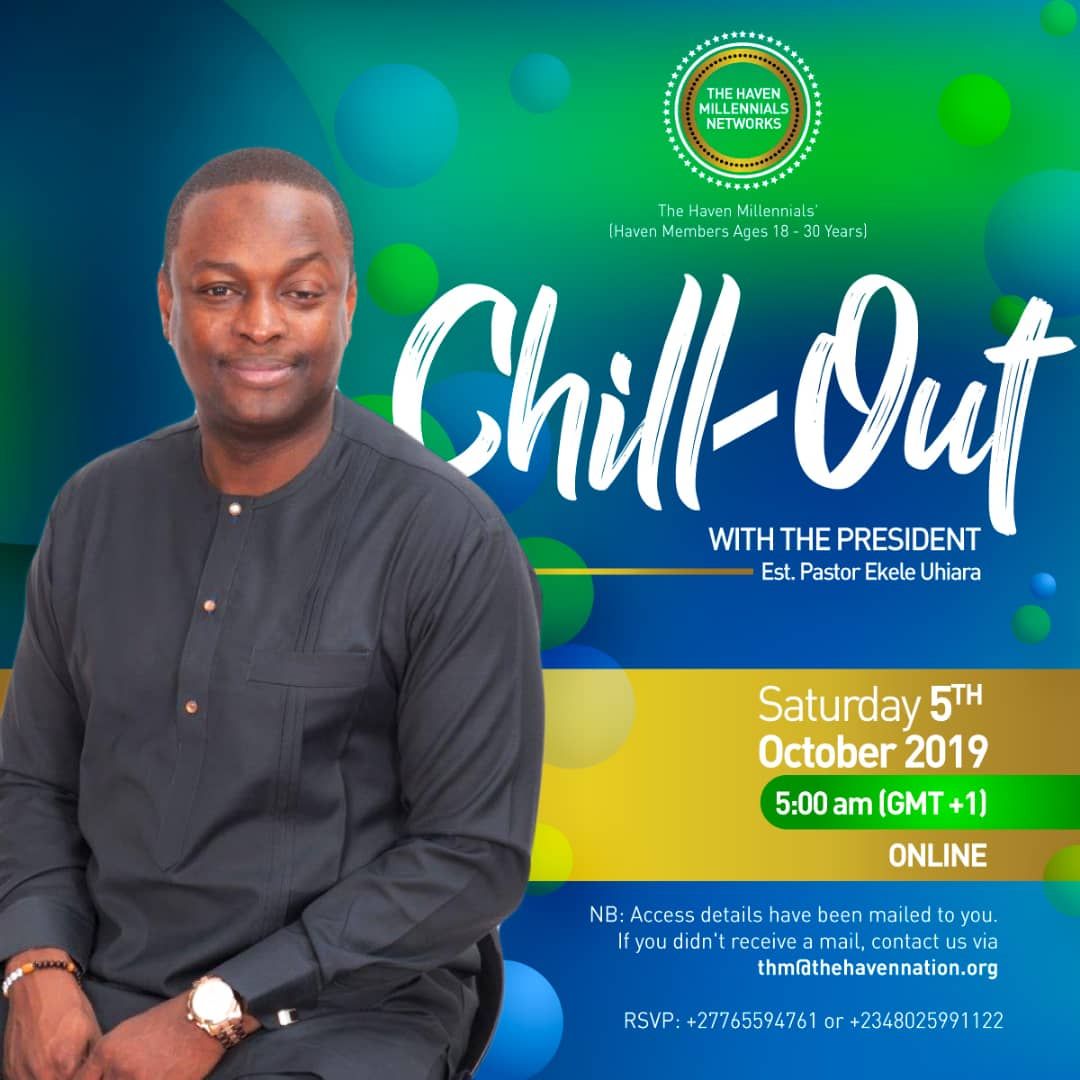 THE HAVEN
MILLENNIALS
NETWORKS
The Haven Millennials'
(Haven Members Ages 18 - 30 Years)
Chill-Out
WITH THE PRESIDENT
Est. Pastor Ekele Uhiara
Saturday 5TH
October 2019
5:00 am (GMT +1)
ONLINE
NB: Access details have been mailed to you.
If you didn't receive a mail, contact us via
thm@thehavennation.org
RSVP: +27765594761 or +2348025991122